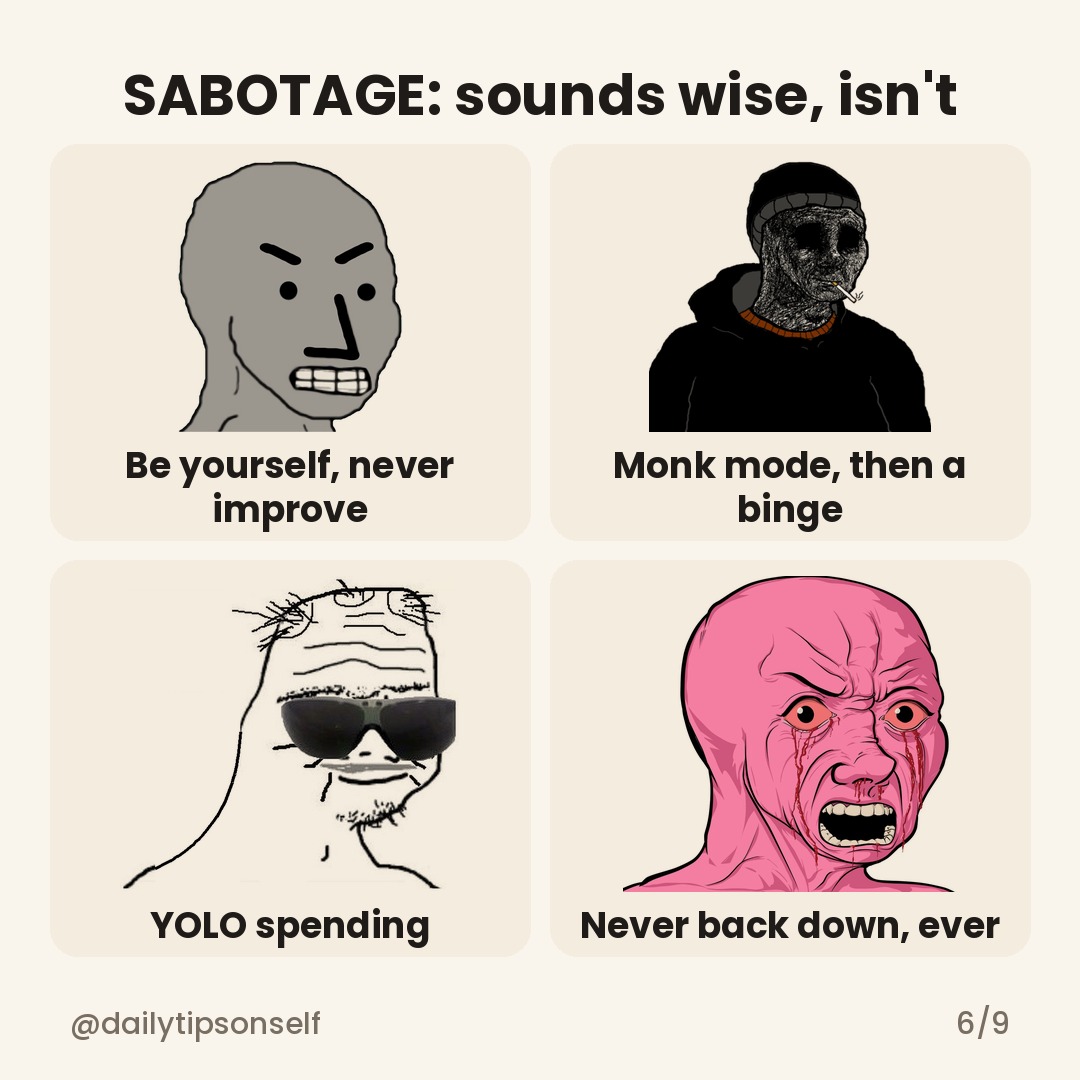 SABOTAGE: sounds wise, isn't
Be yourself, never
improve
Monk mode, then a
binge
YOLO spending
Never back down, ever
@dailytipsonself
6/9